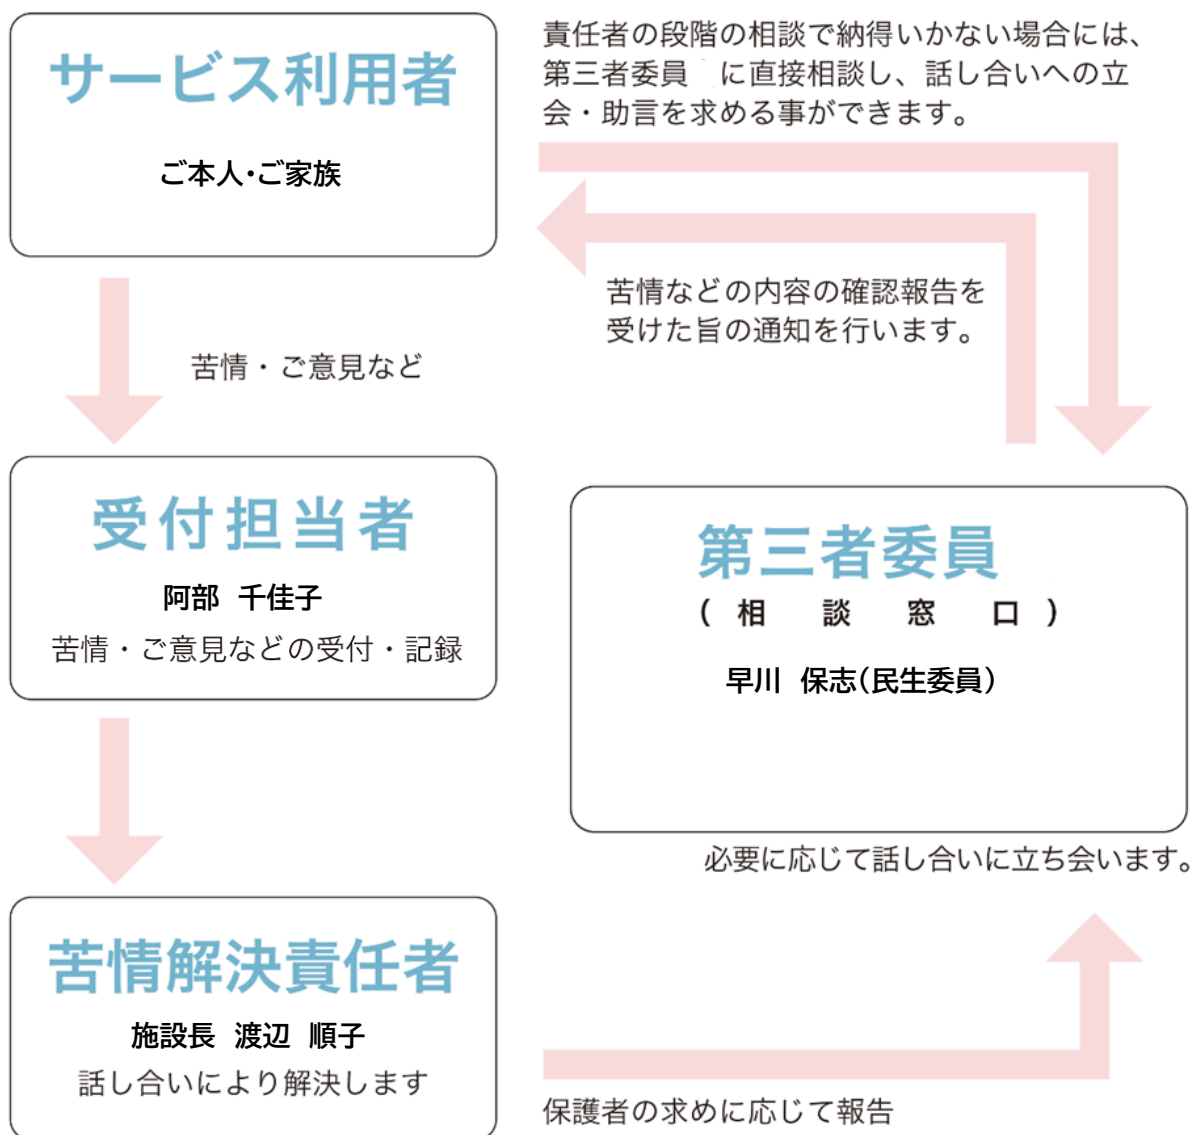 サービス利用者
ご本人・ご家族
責任者の段階の相談で納得いかない場合には、
第三者委員 に直接相談し、話し合いへの立
会・助言を求める事ができます。
苦情などの内容の確認報告を
受けた旨の通知を行います。
苦情・ご意見など
受付担当者
阿部 千佳子
苦情・ご意見などの受付・記録
第三者委員
(相談窓口)
早川 保志(民生委員)
必要に応じて話し合いに立ち会います。
苦情解決責任者
施設長 渡辺 順子
話し合いにより解決します
保護者の求めに応じて報告